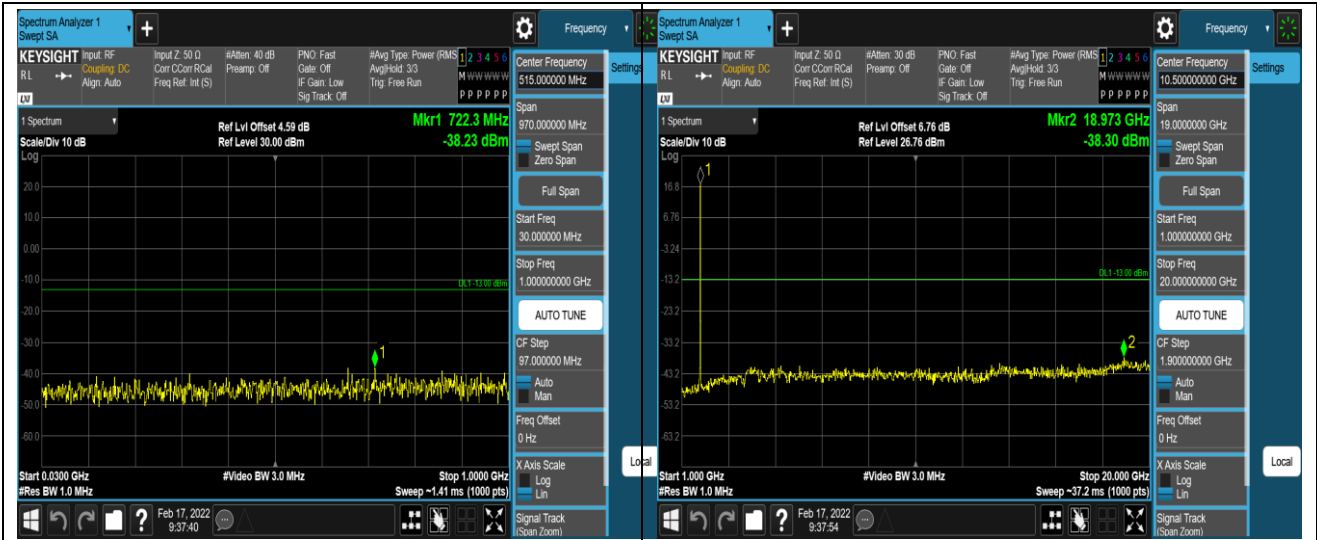 Spectrum Analyzer 1
Swept SA
+
Frequency
KEYSIGHT
Input: RF
Coupling: DC
Align: Auto
Input Z: 50 Ω
Corr CCorr RCal
Freq Ref: Int (S)
#Atten: 40 dB
Preamp: Off
PNO: Fast
Gate: Off
IF Gain: Low
Sig Track: Off
#Avg Type: Power (RMS
Avg|Hold: 3/3
Trig: Free Run
1 2 3 4 5 6
M W W W W W
P P P P P P
RL
LXI
Center Frequency
515.000000 MHz
Settings
Span
970.000000 MHz
Swept Span
Zero Span
Full Span
Start Freq
30.000000 MHz
Stop Freq
1.000000000 GHz
AUTO TUNE
CF Step
97.000000 MHz
Auto
Man
Freq Offset
0 Hz
X Axis Scale
Log
Lin
Local
Signal Track
(Span Zoom)
1 Spectrum
Scale/Div 10 dB
Log
Ref Lvl Offset 4.59 dB
Ref Level 30.00 dBm
Mkr1 722.3 MHz
-38.23 dBm
20.0
10.0
0.00
-10.0
DL1 -13.00 dBm
-20.0
-30.0
1
-40.0
-50.0
-60.0
Start 0.0300 GHz
#Res BW 1.0 MHz
#Video BW 3.0 MHz
Stop 1.0000 GHz
Sweep ~1.41 ms (1000 pts)
?
Feb 17, 2022
9:37:40
Spectrum Analyzer 1
Swept SA
+
Frequency
KEYSIGHT
Input: RF
Coupling: DC
Align: Auto
Input Z: 50 Ω
Corr CCorr RCal
Freq Ref: Int (S)
#Atten: 30 dB
Preamp: Off
PNO: Fast
Gate: Off
IF Gain: Low
Sig Track: Off
#Avg Type: Power (RMS
Avg|Hold: 3/3
Trig: Free Run
1 2 3 4 5 6
M W W W W W
P P P P P P
RL
LXI
Center Frequency
10.500000000 GHz
Settings
Span
19.0000000 GHz
Swept Span
Zero Span
Full Span
Start Freq
1.000000000 GHz
Stop Freq
20.000000000 GHz
AUTO TUNE
CF Step
1.900000000 GHz
Auto
Man
Freq Offset
0 Hz
X Axis Scale
Log
Lin
Local
Signal Track
(Span Zoom)
1 Spectrum
Scale/Div 10 dB
Log
Ref Lvl Offset 6.76 dB
Ref Level 26.76 dBm
Mkr2 18.973 GHz
-38.30 dBm
1
16.8
6.76
-3.24
-13.2
DL1 -13.00 dBm
-23.2
-33.2
2
-43.2
-53.2
-63.2
Start 1.000 GHz
#Res BW 1.0 MHz
#Video BW 3.0 MHz
Stop 20.000 GHz
Sweep ~37.2 ms (1000 pts)
?
Feb 17, 2022
9:37:54